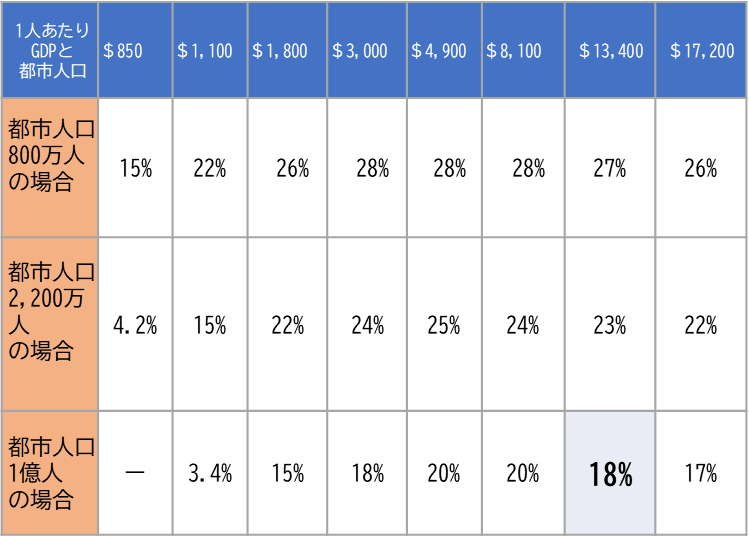 1人あたり
GDPと
都市人口
＄850
＄1,100
＄1,800
＄3,000
＄4,900
＄8,100
＄13,400
＄17,200
都市人口
800万人
の場合
15%
22%
26%
28%
28%
28%
27%
26%
都市人口
2,200万
人
の場合
4.2%
15%
22%
24%
25%
24%
23%
22%
都市人口
1億人
の場合
―
3.4%
15%
18%
20%
20%
18%
17%